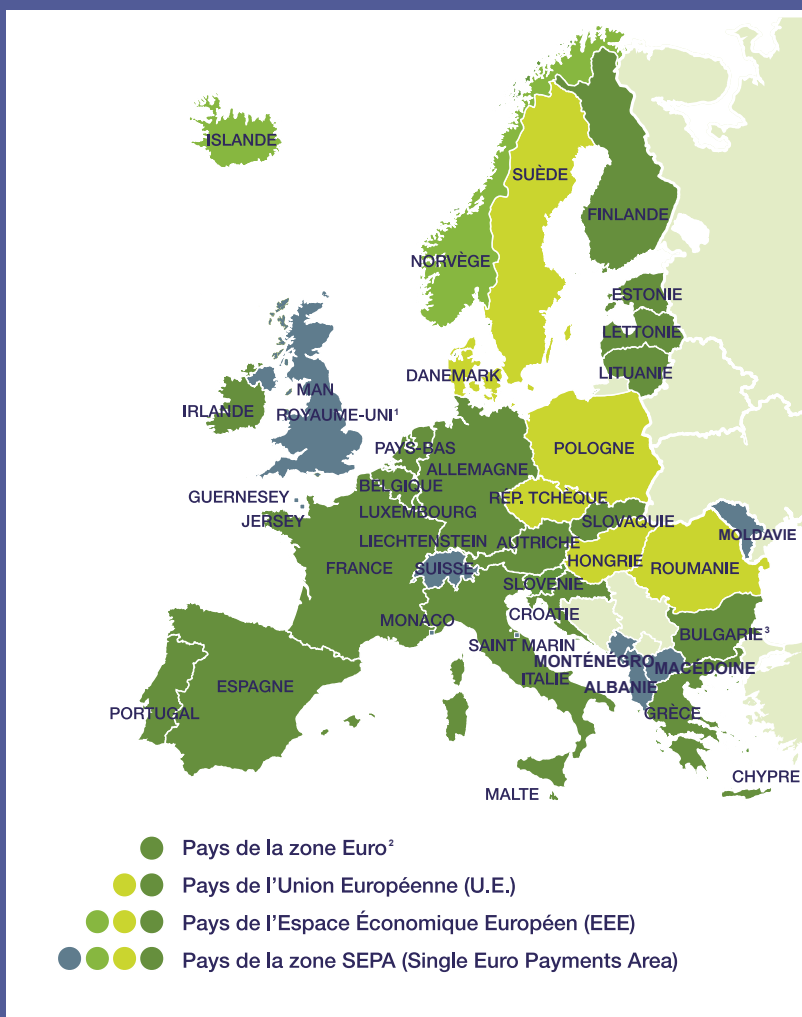 ISLANDE
SUÈDE
FINLANDE
NORVÈGE
ESTONIE
LETTONIE
LITUANIE
DANEMARK
MAN
IRLANDE
ROYAUME-UNI¹
PAYS-BAS
POLOGNE
ALLEMAGNE
BELGIQUE
RÉP. TCHÈQUE
GUERNESEY
LUXEMBOURG
JERSEY
SLOVAQUIE
MOLDAVIE
LIECHTENSTEIN
AUTRICHE
FRANCE
SUISSE
HONGRIE
ROUMANIE
SLOVÉNIE
CROATIE
MONACO
BULGARIE³
SAINT MARIN
MONTÉNÉGRO
MACÉDOINE
ITALIE
ALBANIE
ESPAGNE
PORTUGAL
GRÈCE
CHYPRE
MALTE
Pays de la zone Euro²
Pays de l'Union Européenne (U.E.)
Pays de l'Espace Économique Européen (EEE)
Pays de la zone SEPA (Single Euro Payments Area)